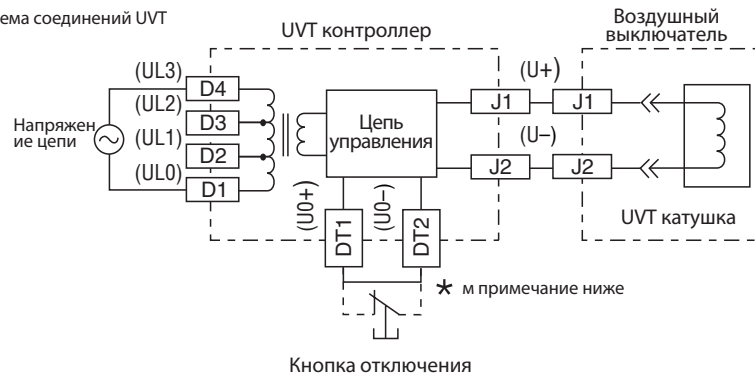 ема соединений UVT
UVT контроллер
Воздушный
выключатель
(UL3)
D4
(UL2)
D3
(UL1)
D2
(UL0)
D1
Напряжен
ие цепи
Цепь
управления
(U+)
J1
J1
(U–)
J2
J2
UVT катушка
(U0+)
DT1
(U0–)
DT2
* м примечание ниже
Кнопка отключения